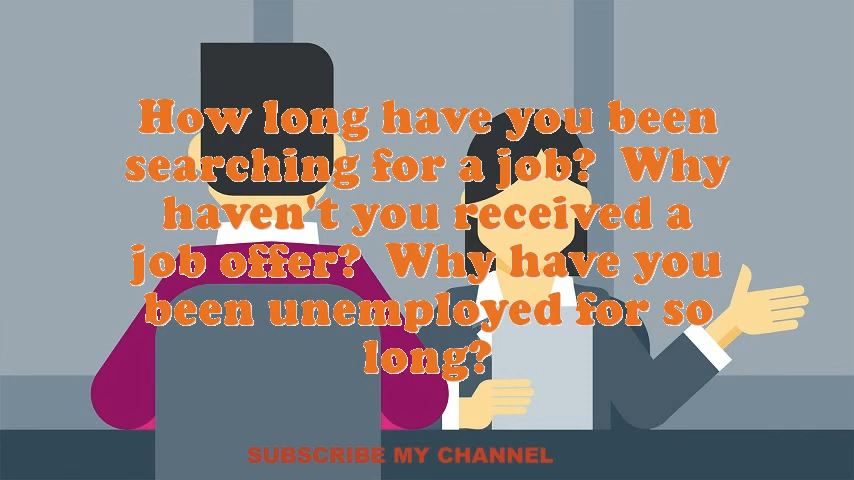 How long have you been
searching for a job?  Why
haven't you received a
job offer?  Why have you
been unemployed for so
long?
SUBSCRIBE MY CHANNEL